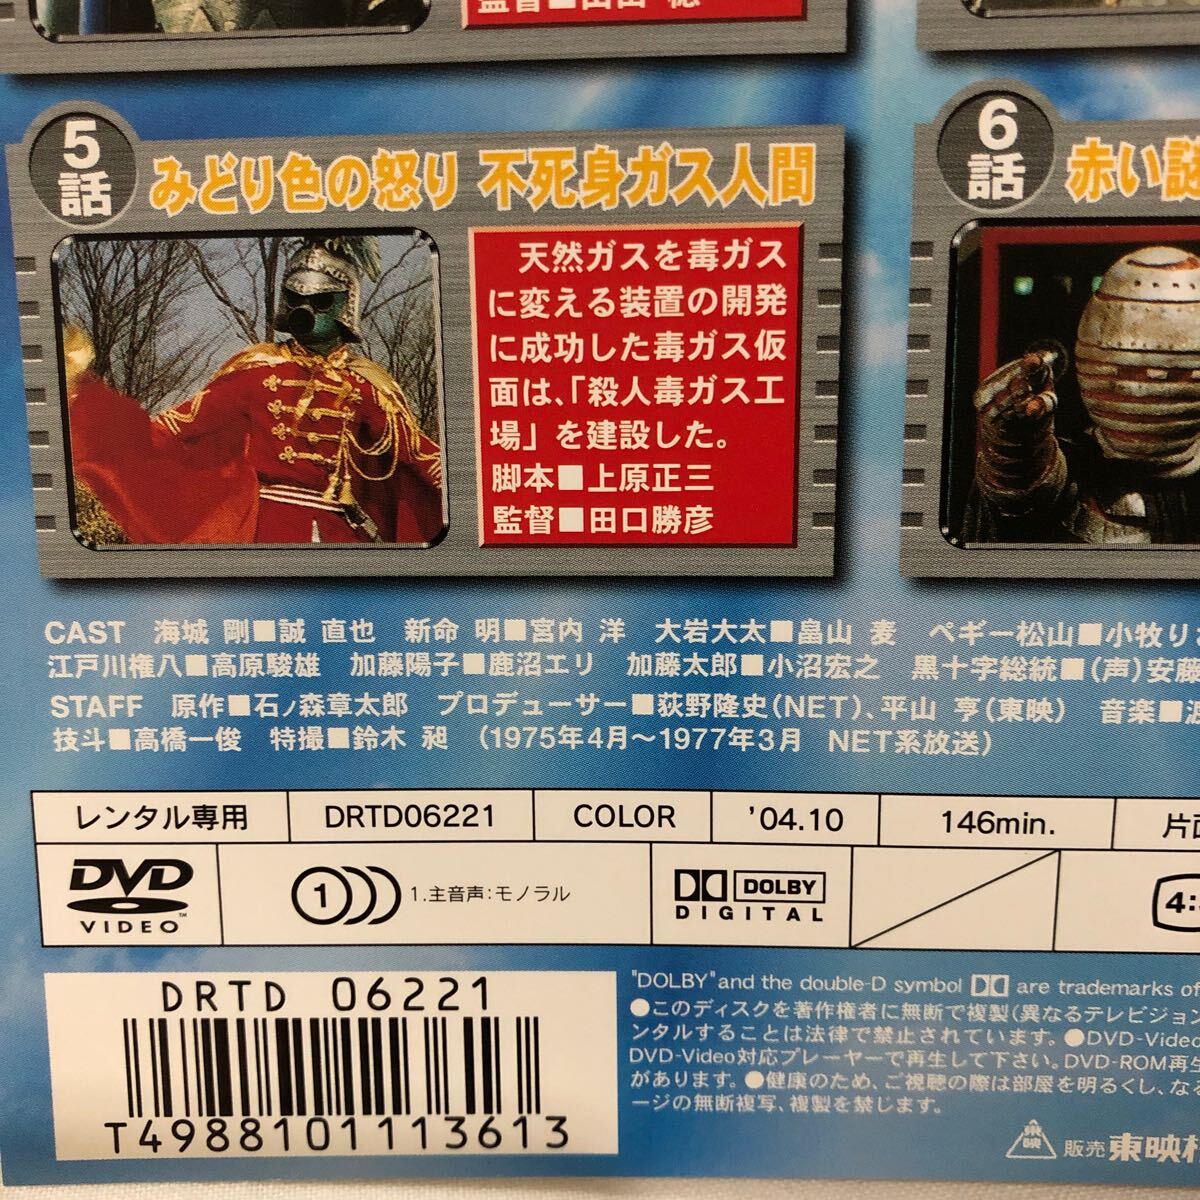 監督■田口 穂
5話
みどり色の怒り 不死身ガス人間
天然ガスを毒ガス
に変える装置の開発
に成功した毒ガス仮
面は、「殺人毒ガス工
場」を建設した。
脚本■上原正三
監督■田口勝彦
6話
赤い謎
CAST 海城 剛■誠 直也 新命 明■宮内 洋 大岩大太■畠山 麦 ペギー松山■小牧り
江戸川権八■高原駿雄 加藤陽子■鹿沼エリ 加藤太郎■小沼宏之 黒十字総統■(声)安藤
STAFF 原作■石ノ森章太郎 プロデューサー■荻野隆史(NET)、平山 亨(東映) 音楽■
技斗■高橋一俊 特撮■鈴木 昶 (1975年4月~1977年3月 NET系放送)
レンタル専用 DRTD06221 COLOR '04.10 146min. 片面
DVD VIDEO™ 1 1.主音声:モノラル DOLBY DIGITAL 4:
DRTD 06221
T4988101113613
"DOLBY"and the double-D symbol are trademarks of
●このディスクを著作権者に無断で複製(異なるテレビジョン
ンタルすることは法律で禁止されています。●DVD-Video
DVD-Video対応プレーヤーで再生して下さい。DVD-ROM再生
があります。●健康のため、ご視聴の際は部屋を明るくし、な
ージの無断複写、複製を禁じます。
東映 販売 東映